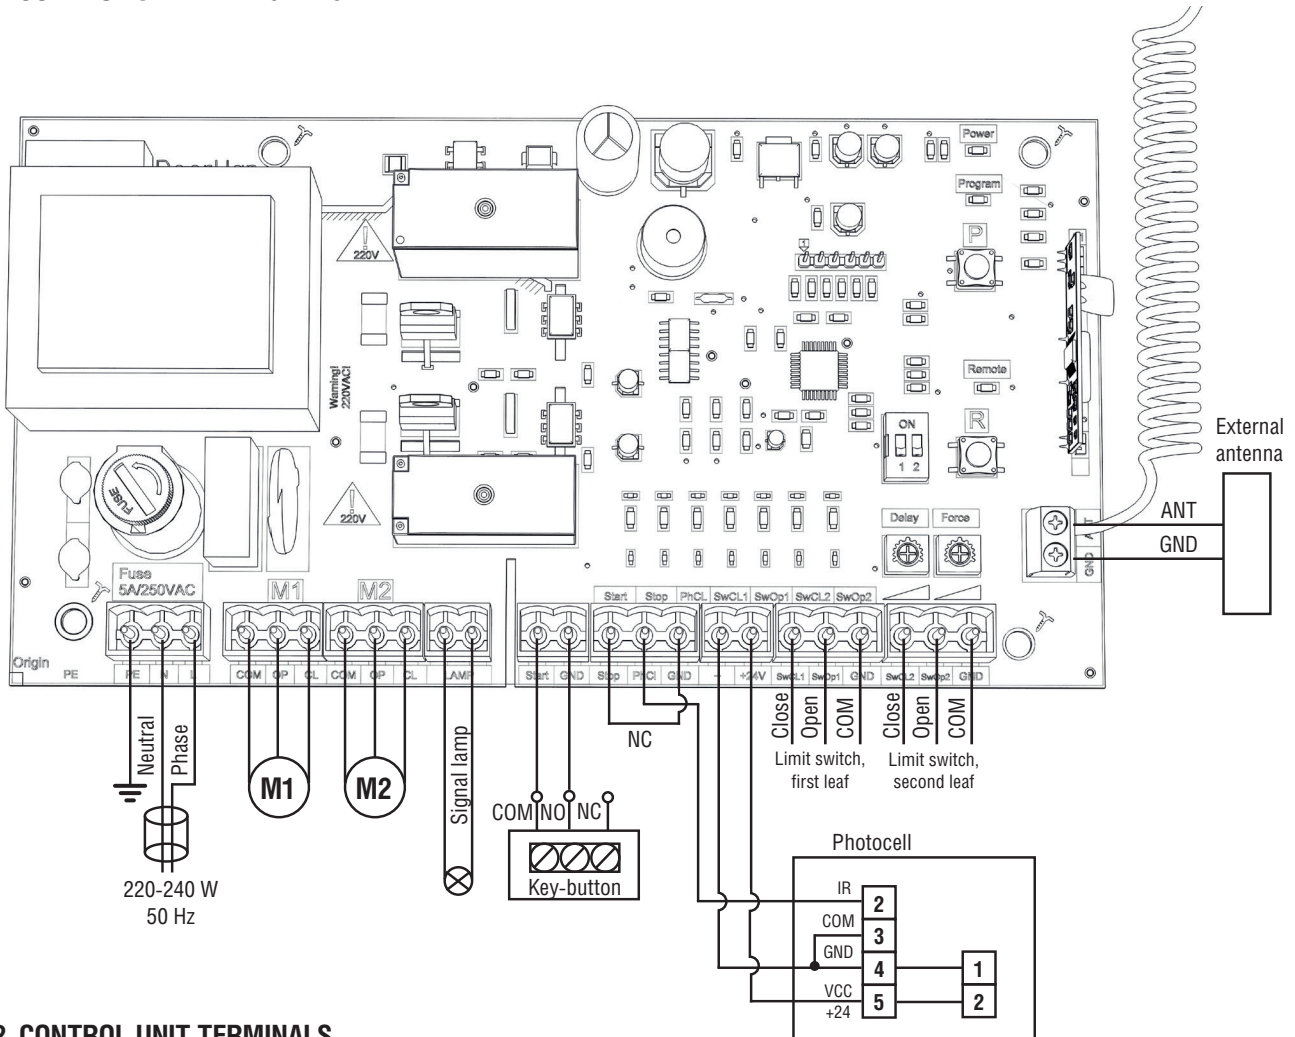 Power
Program
P
1
220V
Warning!
220VAC!
Remote
R
ON
1 2
External
antenna
FUSE
220V
Delay Force
ANT
GND
GND
Fuse
5A/250VAC
M1 M2
Start Stop PhCL SwCL1 SwOp1 SwCL2 SwOp2
Origin
PE PE N L COM OP CL COM OP CL LAMP Start GND Stop PhCl GND - +24V SwCL1 SwOp1 GND SwCL2 SwOp2 GND
Neutral
Phase
M1
M2
Signal lamp
NC
Close
Open
COM
Close
Open
COM
Limit switch,
first leaf
Limit switch,
second leaf
COM NO NC
Key-button
220-240 W
50 Hz
Photocell
IR 2
COM 3
GND 4 1
VCC
+24 5 2
CONTROL UNIT TERMINALS